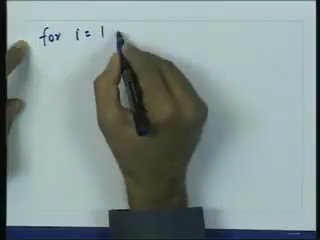 for i = 1